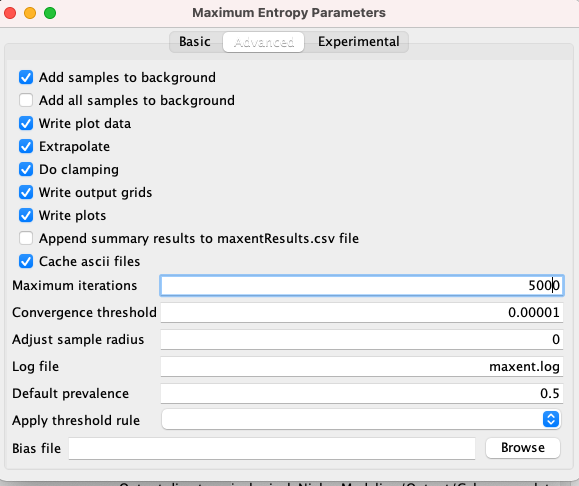 Maximum Entropy Parameters
Basic Advanced Experimental
Add samples to background
Add all samples to background
Write plot data
Extrapolate
Do clamping
Write output grids
Write plots
Append summary results to maxentResults.csv file
Cache ascii files
Maximum iterations 5000
Convergence threshold 0.00001
Adjust sample radius 0
Log file maxent.log
Default prevalence 0.5
Apply threshold rule
Bias file Browse